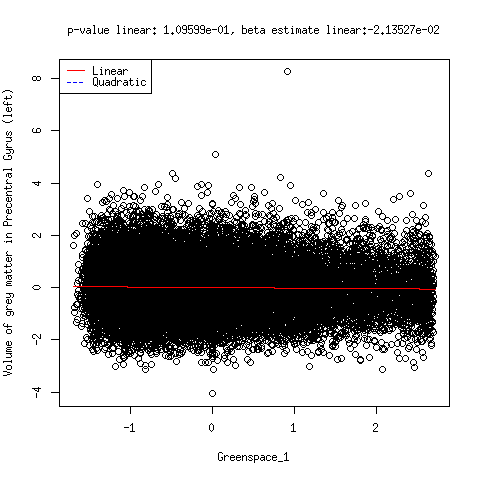 p-value linear: 1.09599e-01, beta estimate linear:-2.13527e-02
Linear
Quadratic
Volume of grey matter in Precentral Gyrus (left)
8
6
4
2
0
-2
-4
-1
0
1
2
Greenspace_1